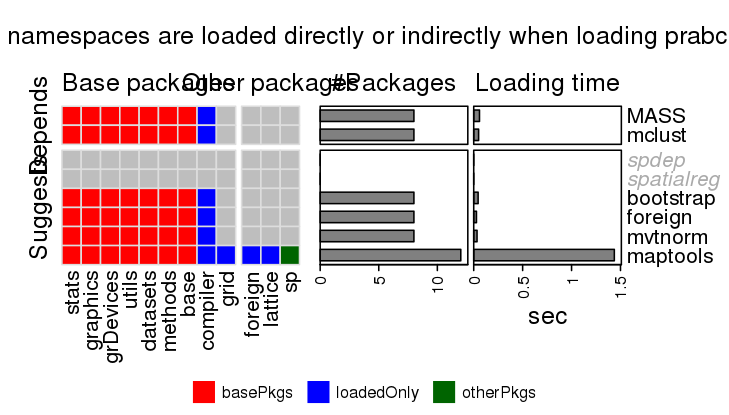 namespaces are loaded directly or indirectly when loading prabc
Base packages
Other packages
#Packages
Loading time
Depends
Suggests
MASS
mclust
spdep
spatialreg
bootstrap
foreign
mvtnorm
maptools
stats
graphics
grDevices
utils
datasets
methods
base
compiler
grid
foreign
lattice
sp
0 5 10
0 0.5 1 1.5
sec
basePkgs loadedOnly otherPkgs